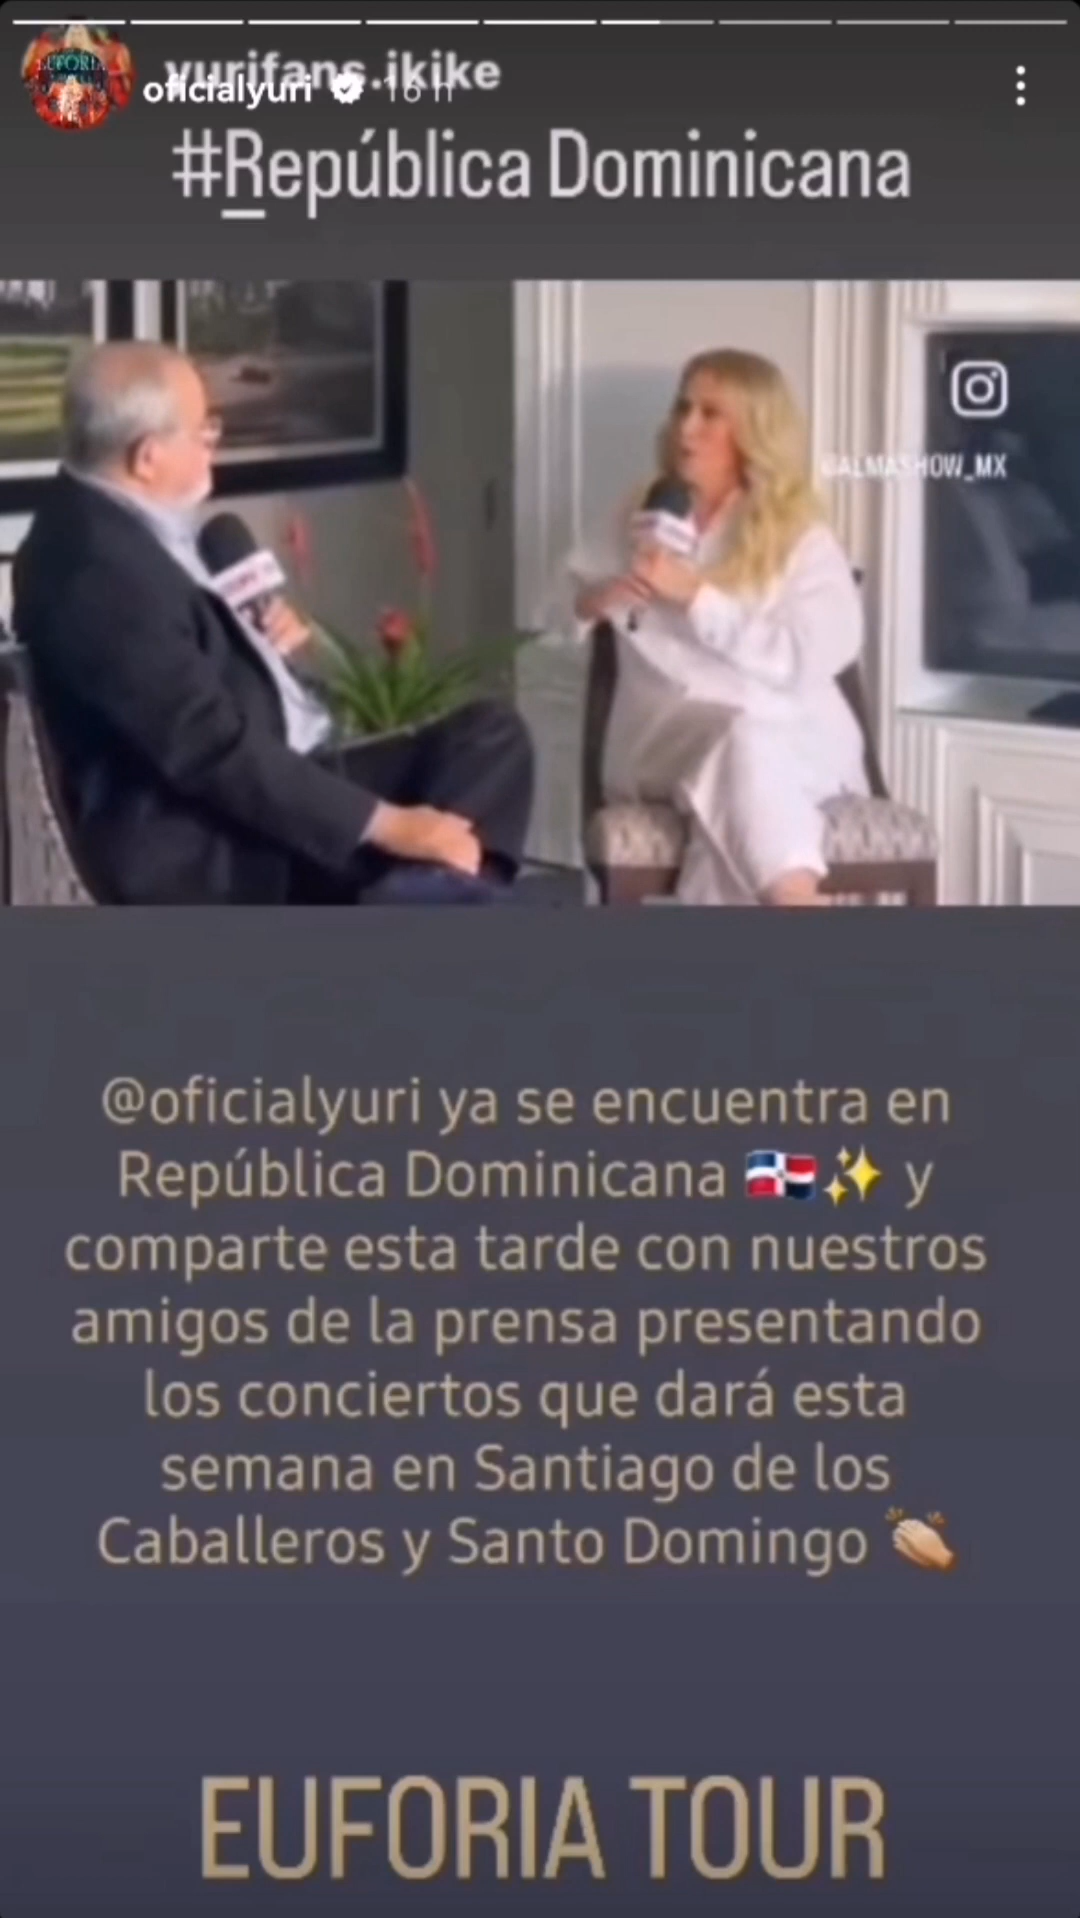 yurifans.ikike
oficialyuri 16 h
#República Dominicana
EUFORIA
@ALMASHOW_MX
@oficialyuri ya se encuentra en
República Dominicana 🇩🇴✨ y
comparte esta tarde con nuestros
amigos de la prensa presentando
los conciertos que dará esta
semana en Santiago de los
Caballeros y Santo Domingo 👏🏼
EUFORIA TOUR